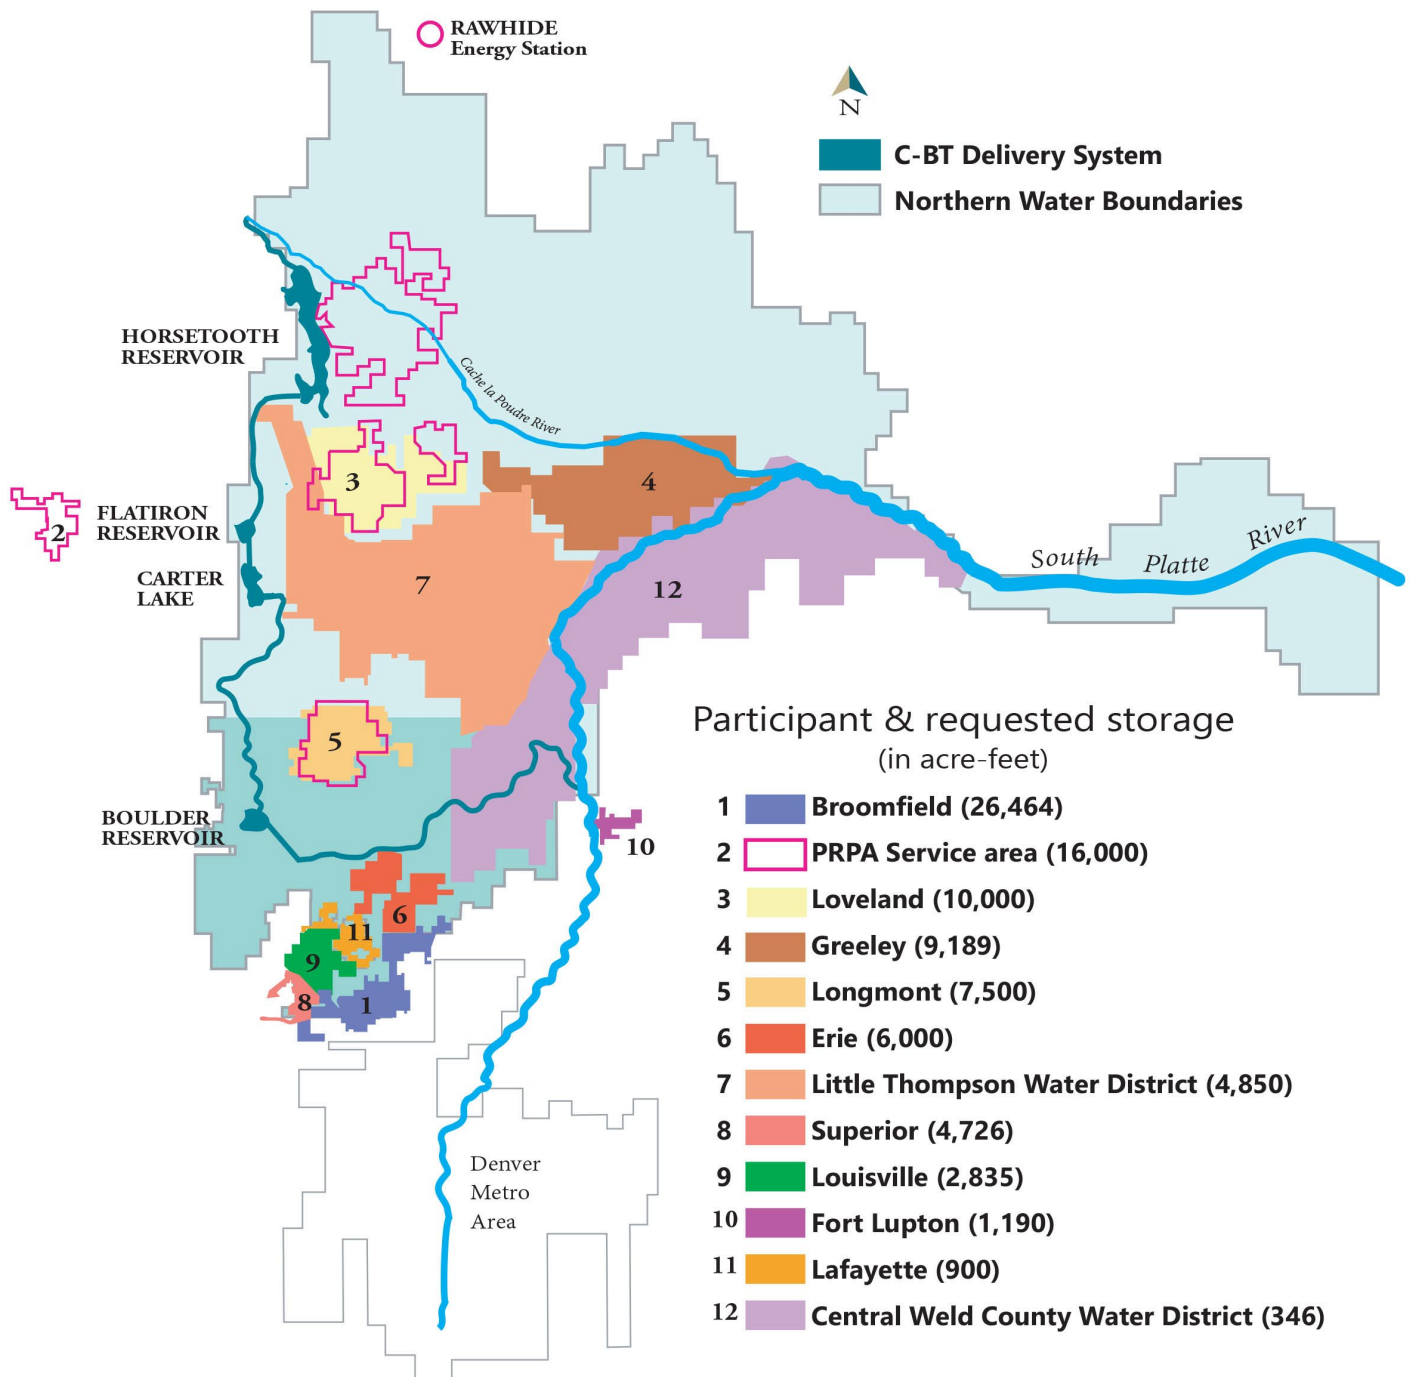 RAWHIDE
Energy Station
N
C-BT Delivery System
Northern Water Boundaries
HORSETOOTH
RESERVOIR
Cache la Poudre River
3
4
2
FLATIRON
RESERVOIR
CARTER
LAKE
7
12
South Platte River
5
BOULDER
RESERVOIR
10
6
11
9
8
1
Denver
Metro
Area
Participant & requested storage
(in acre-feet)
1 Broomfield (26,464)
2 PRPA Service area (16,000)
3 Loveland (10,000)
4 Greeley (9,189)
5 Longmont (7,500)
6 Erie (6,000)
7 Little Thompson Water District (4,850)
8 Superior (4,726)
9 Louisville (2,835)
10 Fort Lupton (1,190)
11 Lafayette (900)
12 Central Weld County Water District (346)